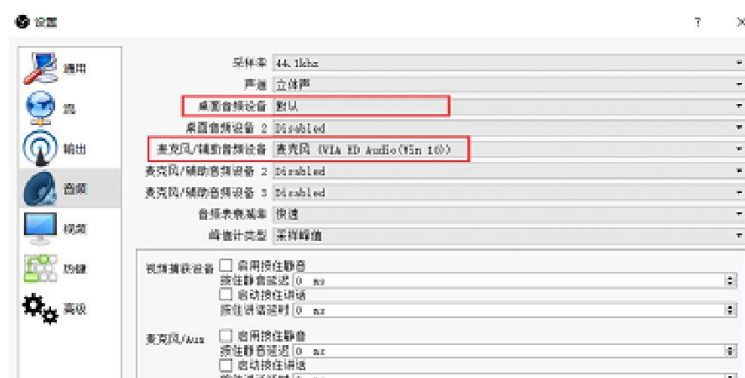 设置
?
×
通用
流
输出
音频
视频
热键
高级
采样率 44.1khz
声道 立体声
桌面音频设备 默认
桌面音频设备 2 Disabled
麦克风/辅助音频设备 麦克风 (VIA HD Audio(Win 10))
麦克风/辅助音频设备 2 Disabled
麦克风/辅助音频设备 3 Disabled
音频表衰减率 快速
峰值计类型 采样峰值
视频捕获设备 启用按住静音
按住静音延迟 0 ms
启动按住讲话
按住讲话延时 0 ms
麦克风/Aux 启用按住静音
按住静音延迟 0 ms
启动按住讲话